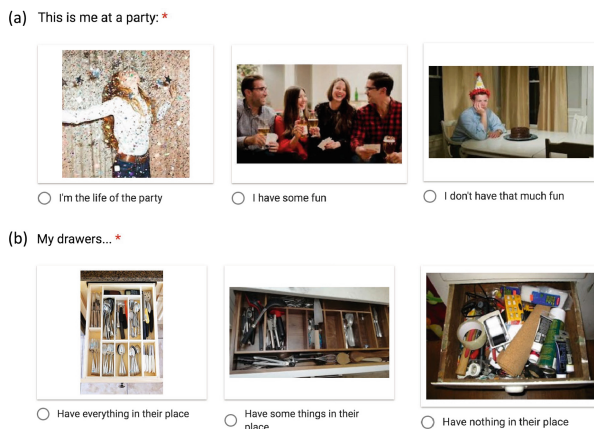 (a) This is me at a party: *
I'm the life of the party
I have some fun
I don't have that much fun
(b) My drawers... *
Have everything in their place
Have some things in their
place
Have nothing in their place